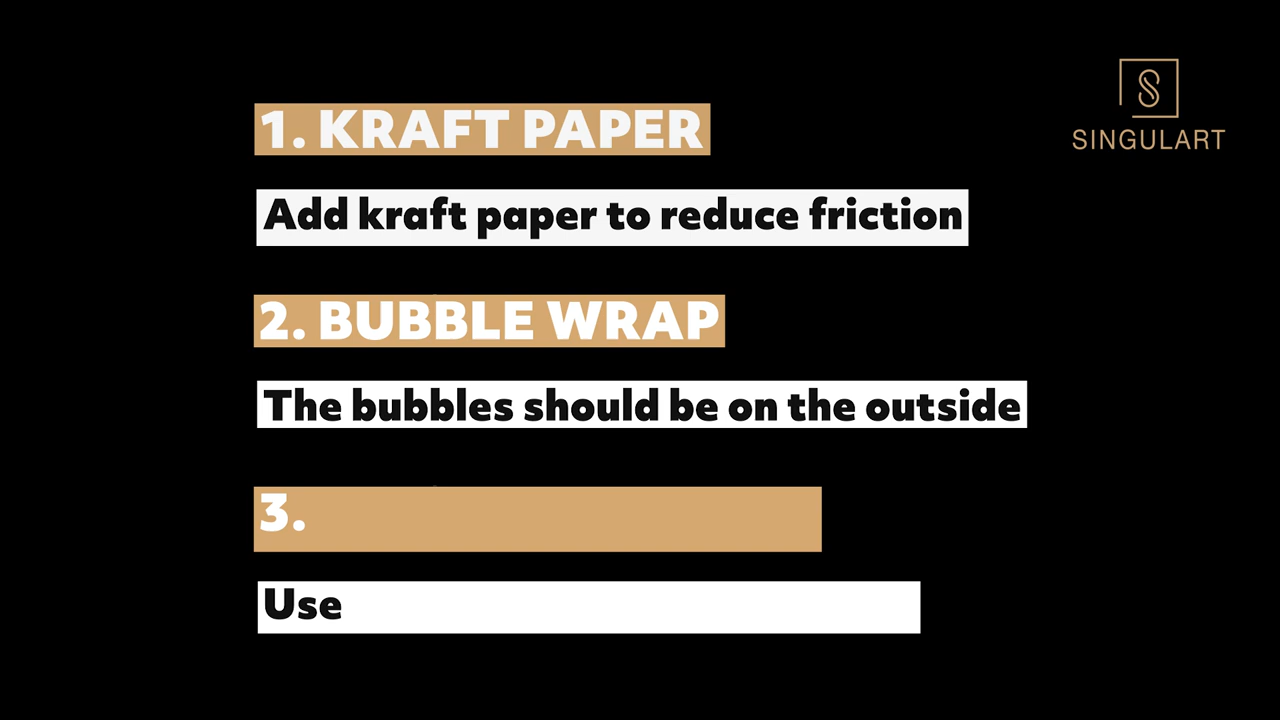 SINGULART
1. KRAFT PAPER
Add kraft paper to reduce friction
2. BUBBLE WRAP
The bubbles should be on the outside
3.
Use